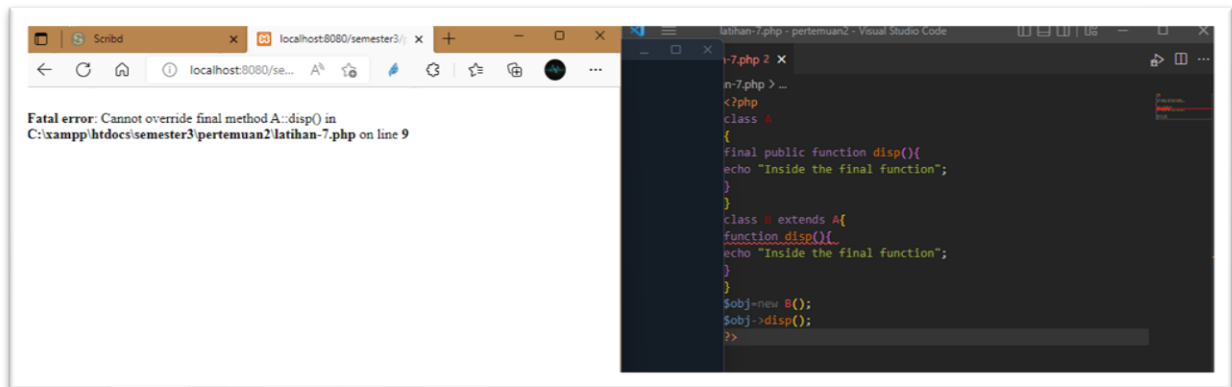 Scribd
localhost:8080/semester3/
localhost:8080/se...
Fatal error: Cannot override final method A::disp() in
C:\xampp\htdocs\semester3\pertemuan2\latihan-7.php on line 9
latihan-7.php - pertemuan2 - Visual Studio Code
-7.php 2
n-7.php > ...
<?php
class A
{
final public function disp(){
echo "Inside the final function";
}
}
class B extends A{
function disp(){
echo "Inside the final function";
}
}
$obj=new B();
$obj->disp();
?>